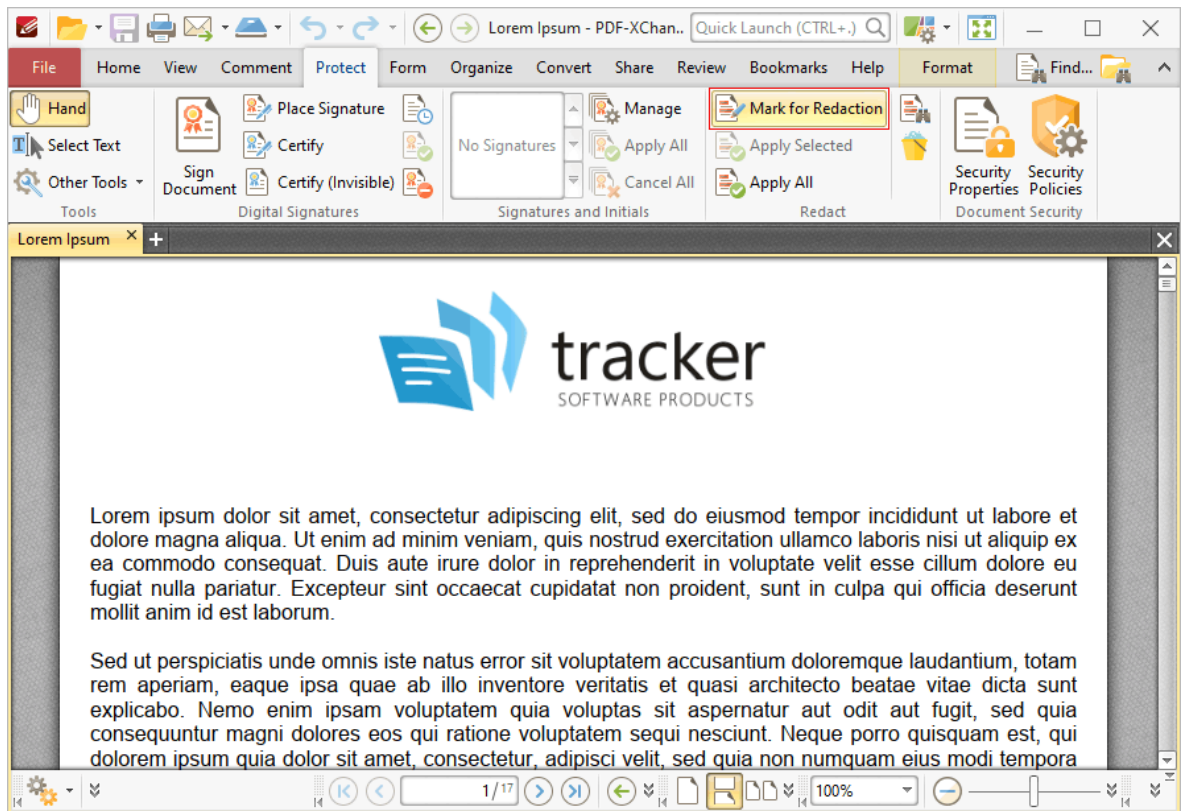 Lorem Ipsum - PDF-XChan.. Quick Launch (CTRL+.)
File Home View Comment Protect Form Organize Convert Share Review Bookmarks Help Format Find...
Hand
Select Text
Other Tools
Tools
Sign Document
Place Signature
Certify
Certify (Invisible)
Digital Signatures
No Signatures
Manage
Apply All
Cancel All
Signatures and Initials
Mark for Redaction
Apply Selected
Apply All
Redact
Security Properties
Security Policies
Document Security
Lorem Ipsum
tracker
SOFTWARE PRODUCTS
Lorem ipsum dolor sit amet, consectetur adipiscing elit, sed do eiusmod tempor incididunt ut labore et
dolore magna aliqua. Ut enim ad minim veniam, quis nostrud exercitation ullamco laboris nisi ut aliquip ex
ea commodo consequat. Duis aute irure dolor in reprehenderit in voluptate velit esse cillum dolore eu
fugiat nulla pariatur. Excepteur sint occaecat cupidatat non proident, sunt in culpa qui officia deserunt
mollit anim id est laborum.
Sed ut perspiciatis unde omnis iste natus error sit voluptatem accusantium doloremque laudantium, totam
rem aperiam, eaque ipsa quae ab illo inventore veritatis et quasi architecto beatae vitae dicta sunt
explicabo. Nemo enim ipsam voluptatem quia voluptas sit aspernatur aut odit aut fugit, sed quia
consequuntur magni dolores eos qui ratione voluptatem sequi nesciunt. Neque porro quisquam est, qui
dolorem ipsum quia dolor sit amet, consectetur, adipisci velit, sed quia non numquam eius modi tempora
1/17 100%